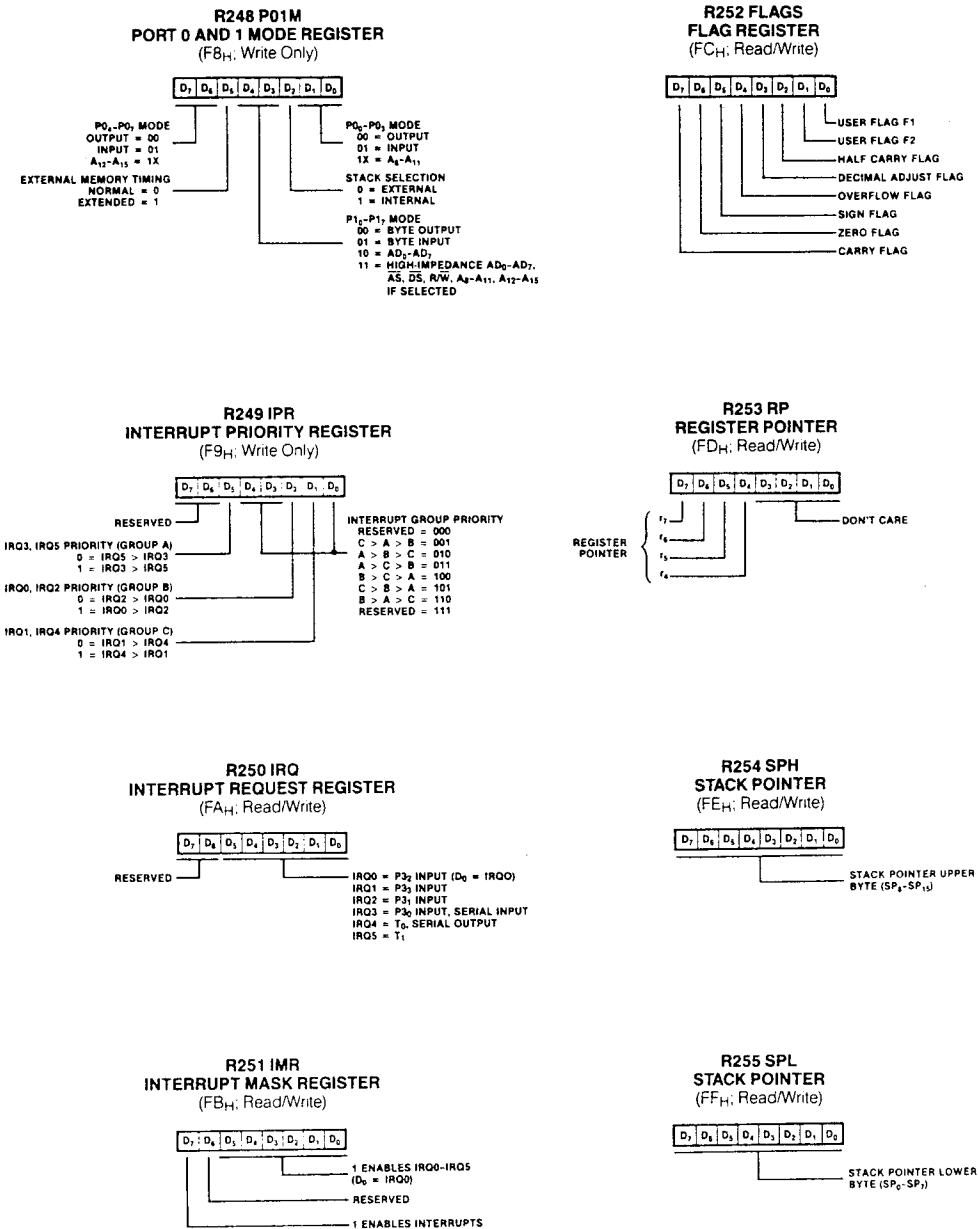 R248 P01M
PORT 0 AND 1 MODE REGISTER
(F8H; Write Only)
D7 D6 D5 D4 D3 D2 D1 D0
P04-P07 MODE
OUTPUT = 00
INPUT = 01
A12-A15 = 1X
EXTERNAL MEMORY TIMING
NORMAL = 0
EXTENDED = 1
P00-P03 MODE
00 = OUTPUT
01 = INPUT
1X = A8-A11
STACK SELECTION
0 = EXTERNAL
1 = INTERNAL
P10-P17 MODE
00 = BYTE OUTPUT
01 = BYTE INPUT
10 = AD0-AD7
11 = HIGH-IMPEDANCE AD0-AD7,
A̅S̅, D̅S̅, R/W̅, A8-A11, A12-A15
IF SELECTED
R252 FLAGS
FLAG REGISTER
(FCH; Read/Write)
D7 D6 D5 D4 D3 D2 D1 D0
USER FLAG F1
USER FLAG F2
HALF CARRY FLAG
DECIMAL ADJUST FLAG
OVERFLOW FLAG
SIGN FLAG
ZERO FLAG
CARRY FLAG
R249 IPR
INTERRUPT PRIORITY REGISTER
(F9H; Write Only)
D7 D6 D5 D4 D3 D2 D1 D0
RESERVED
IRQ3, IRQ5 PRIORITY (GROUP A)
0 = IRQ5 > IRQ3
1 = IRQ3 > IRQ5
IRQ0, IRQ2 PRIORITY (GROUP B)
0 = IRQ2 > IRQ0
1 = IRQ0 > IRQ2
IRQ1, IRQ4 PRIORITY (GROUP C)
0 = IRQ1 > IRQ4
1 = IRQ4 > IRQ1
INTERRUPT GROUP PRIORITY
RESERVED = 000
C > A > B = 001
A > B > C = 010
A > C > B = 011
B > C > A = 100
C > B > A = 101
B > A > C = 110
RESERVED = 111
R253 RP
REGISTER POINTER
(FDH; Read/Write)
D7 D6 D5 D4 D3 D2 D1 D0
REGISTER
POINTER
r7
r6
r5
r4
DON'T CARE
R250 IRQ
INTERRUPT REQUEST REGISTER
(FAH; Read/Write)
D7 D6 D5 D4 D3 D2 D1 D0
RESERVED
IRQ0 = P32 INPUT (D0 = IRQ0)
IRQ1 = P33 INPUT
IRQ2 = P31 INPUT
IRQ3 = P30 INPUT, SERIAL INPUT
IRQ4 = T0, SERIAL OUTPUT
IRQ5 = T1
R254 SPH
STACK POINTER
(FEH; Read/Write)
D7 D6 D5 D4 D3 D2 D1 D0
STACK POINTER UPPER
BYTE (SP8-SP15)
R251 IMR
INTERRUPT MASK REGISTER
(FBH; Read/Write)
D7 D6 D5 D4 D3 D2 D1 D0
1 ENABLES IRQ0-IRQ5
(D0 = IRQ0)
RESERVED
1 ENABLES INTERRUPTS
R255 SPL
STACK POINTER
(FFH; Read/Write)
D7 D6 D5 D4 D3 D2 D1 D0
STACK POINTER LOWER
BYTE (SP0-SP7)